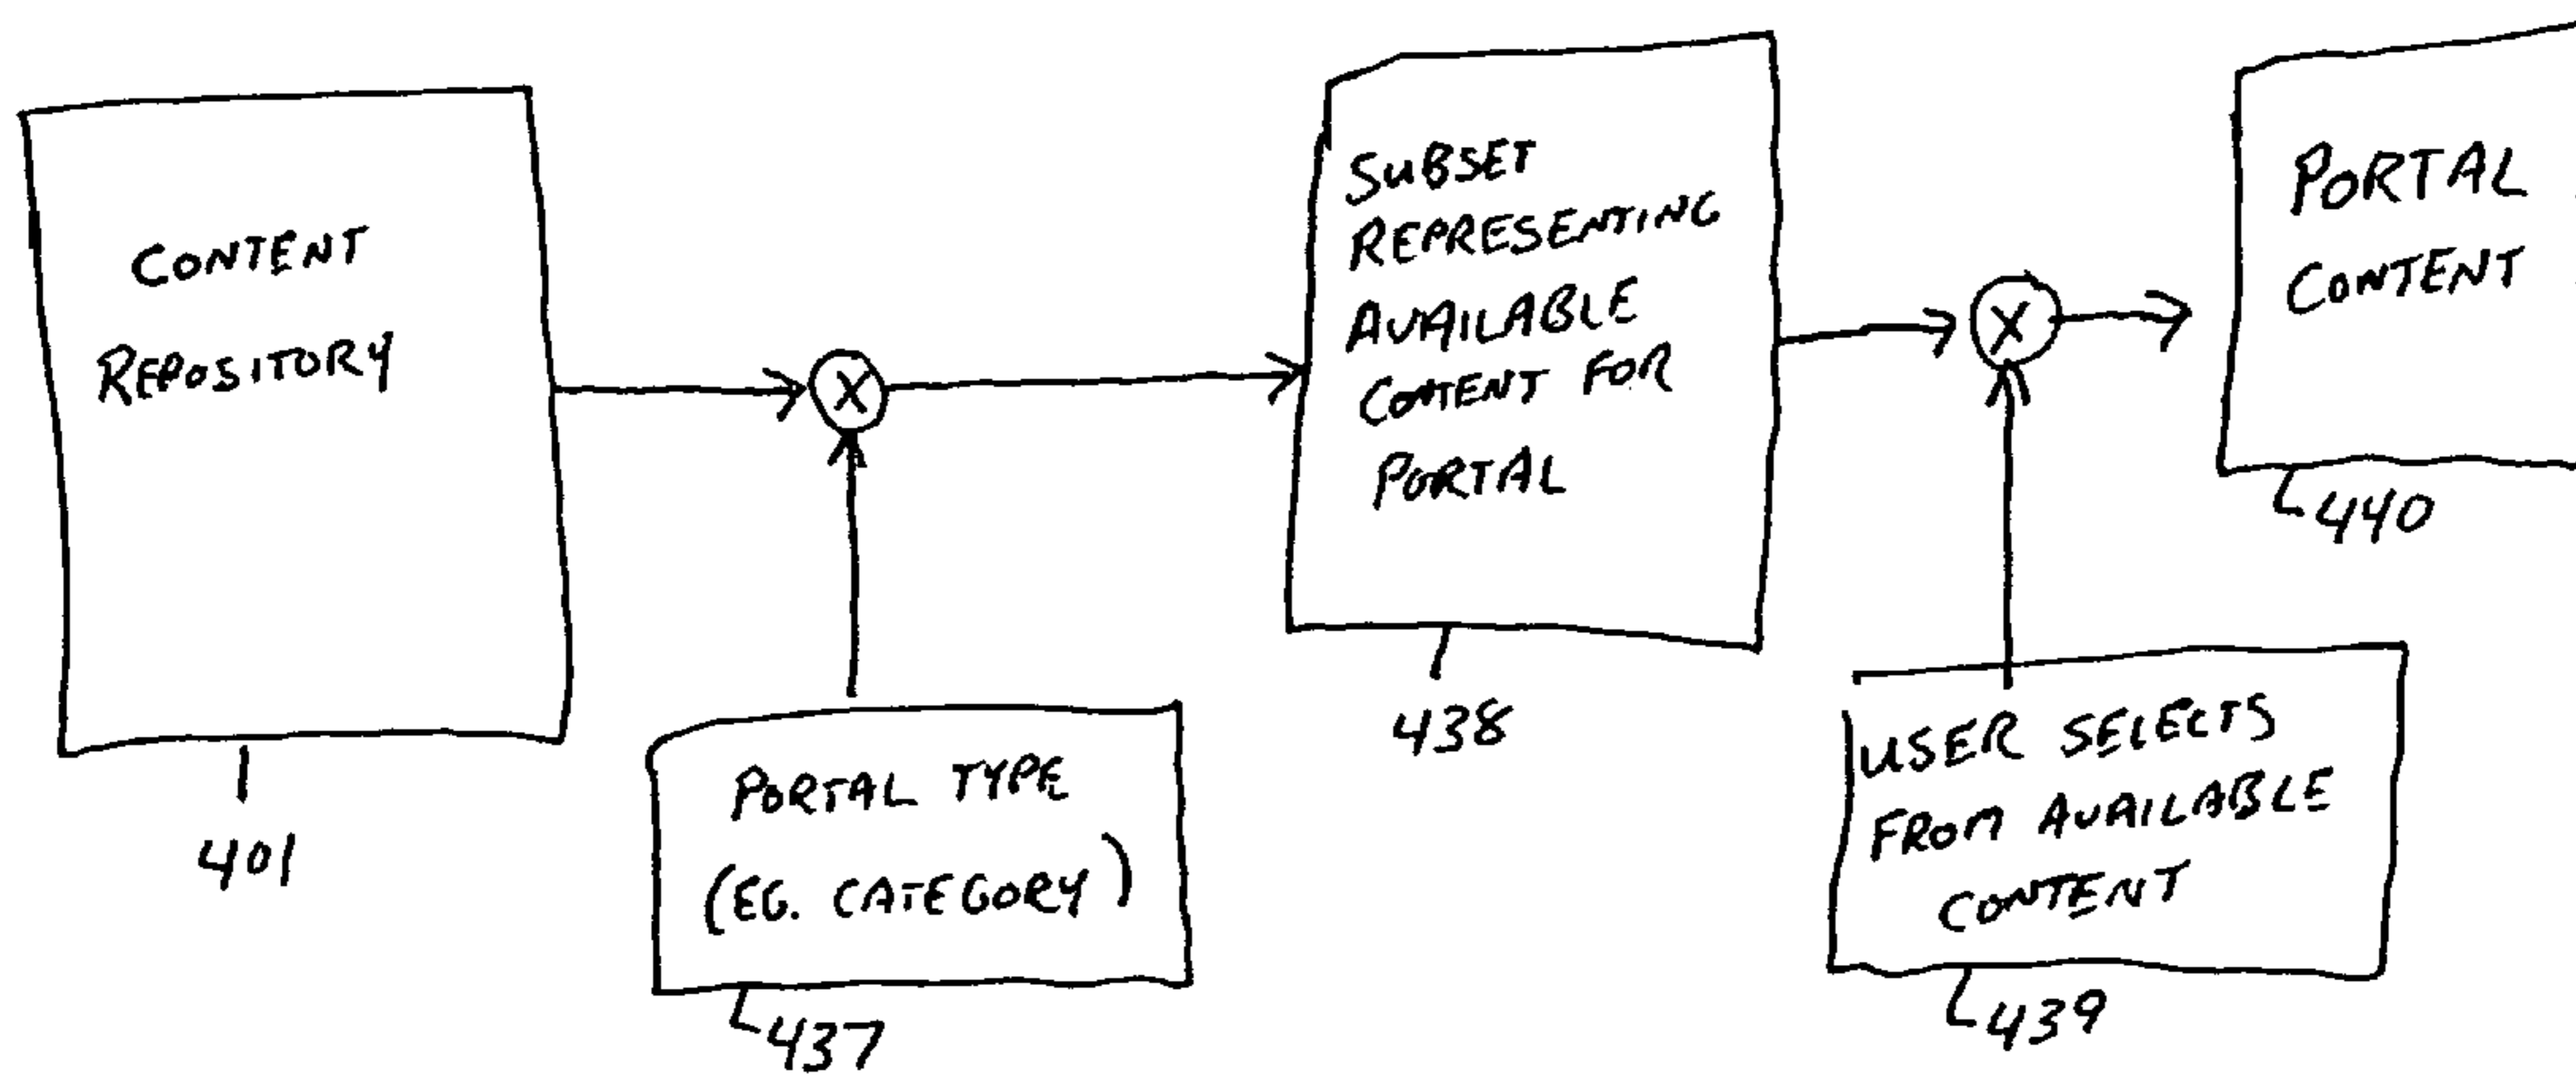 CONTENT
REPOSITORY
401
PORTAL TYPE
(EG. CATEGORY)
437
SUBSET
REPRESENTING
AVAILABLE
CONTENT FOR
PORTAL
438
USER SELECTS
FROM AVAILABLE
CONTENT
439
PORTAL
CONTENT
440
X
X